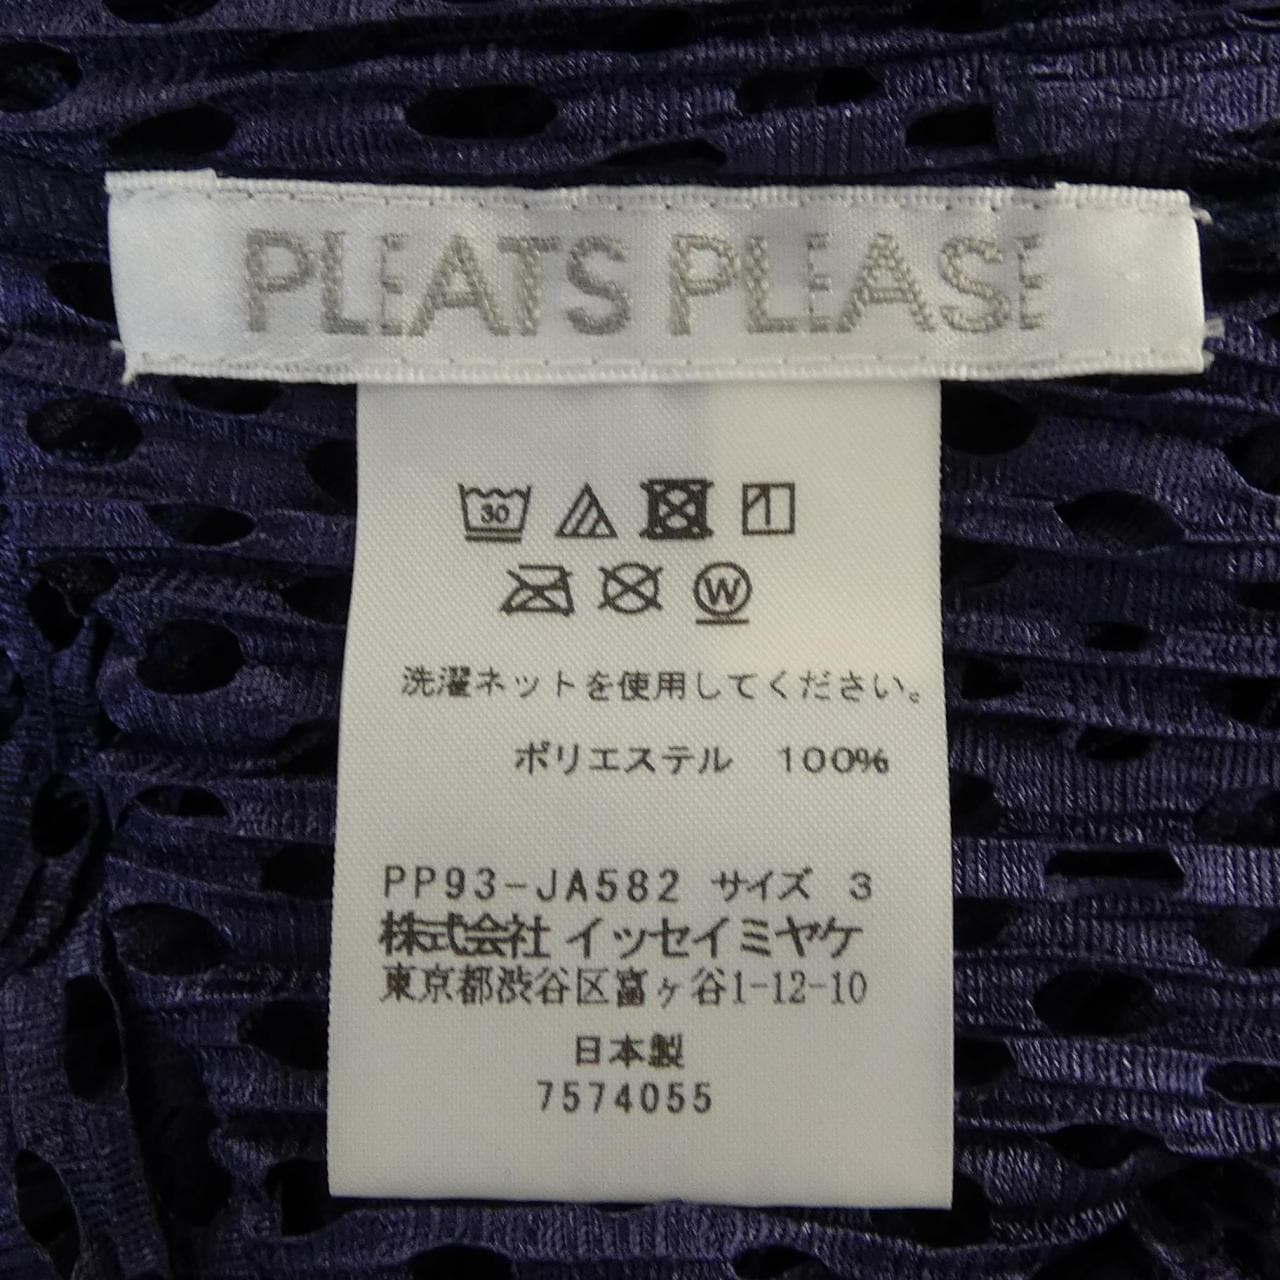 PLEATS PLEASE
30
W
洗濯ネットを使用してください。
ポリエステル 100%
PP93-JA582 サイズ 3
株式会社 イッセイミヤケ
東京都渋谷区富ヶ谷1-12-10
日本製
7574055